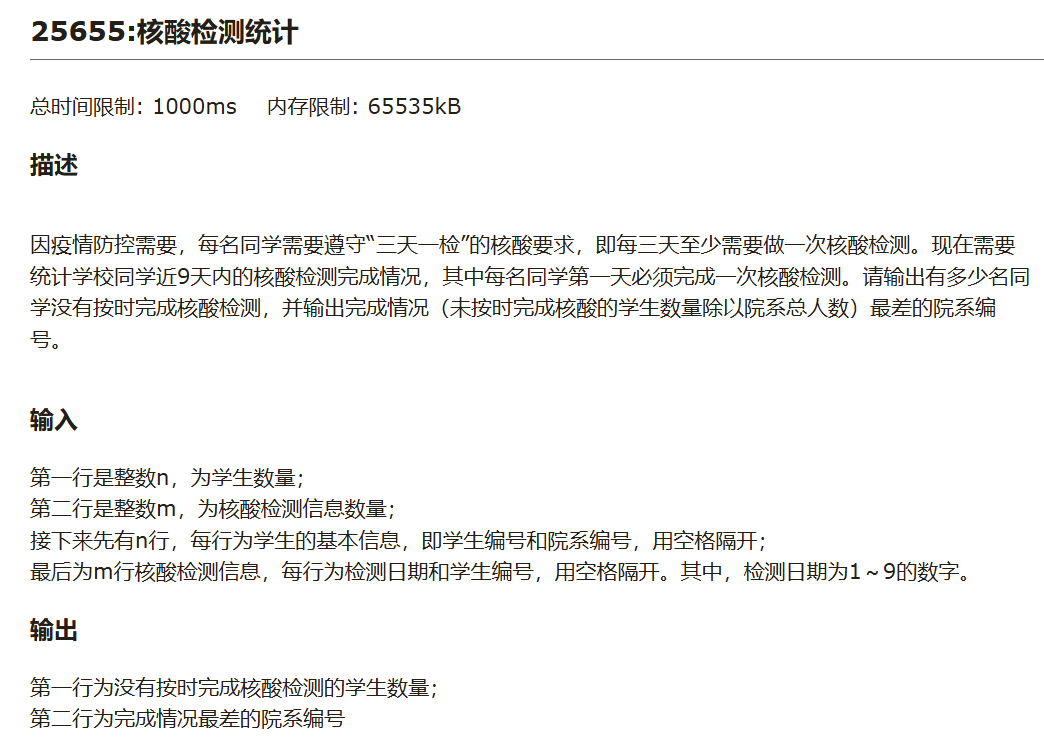 25655:核酸检测统计
总时间限制: 1000ms 内存限制: 65535kB
描述
因疫情防控需要，每名同学需要遵守“三天一检”的核酸要求，即每三天至少需要做一次核酸检测。现在需要
统计学校同学近9天内的核酸检测完成情况，其中每名同学第一天必须完成一次核酸检测。请输出有多少名同
学没有按时完成核酸检测，并输出完成情况（未按时完成核酸的学生数量除以院系总人数）最差的院系编
号。
输入
第一行是整数n，为学生数量；
第二行是整数m，为核酸检测信息数量；
接下来先有n行，每行为学生的基本信息，即学生编号和院系编号，用空格隔开；
最后为m行核酸检测信息，每行为检测日期和学生编号，用空格隔开。其中，检测日期为1～9的数字。
输出
第一行为没有按时完成核酸检测的学生数量；
第二行为完成情况最差的院系编号